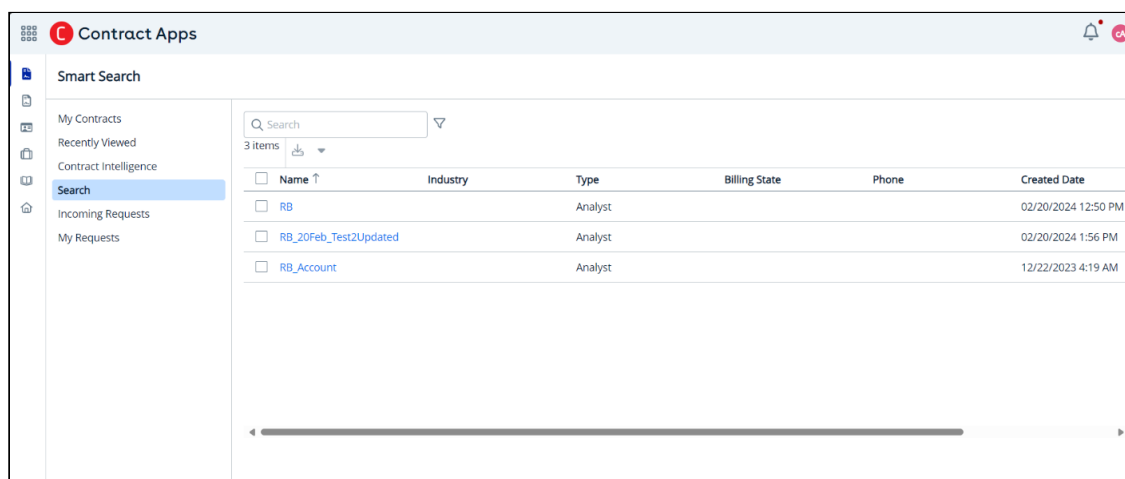 C Contract Apps
CA
Smart Search
My Contracts
Recently Viewed
Contract Intelligence
Search
Incoming Requests
My Requests
Search
3 items
Name ↑ Industry Type Billing State Phone Created Date
RB Analyst 02/20/2024 12:50 PM
RB_20Feb_Test2Updated Analyst 02/20/2024 1:56 PM
RB_Account Analyst 12/22/2023 4:19 AM